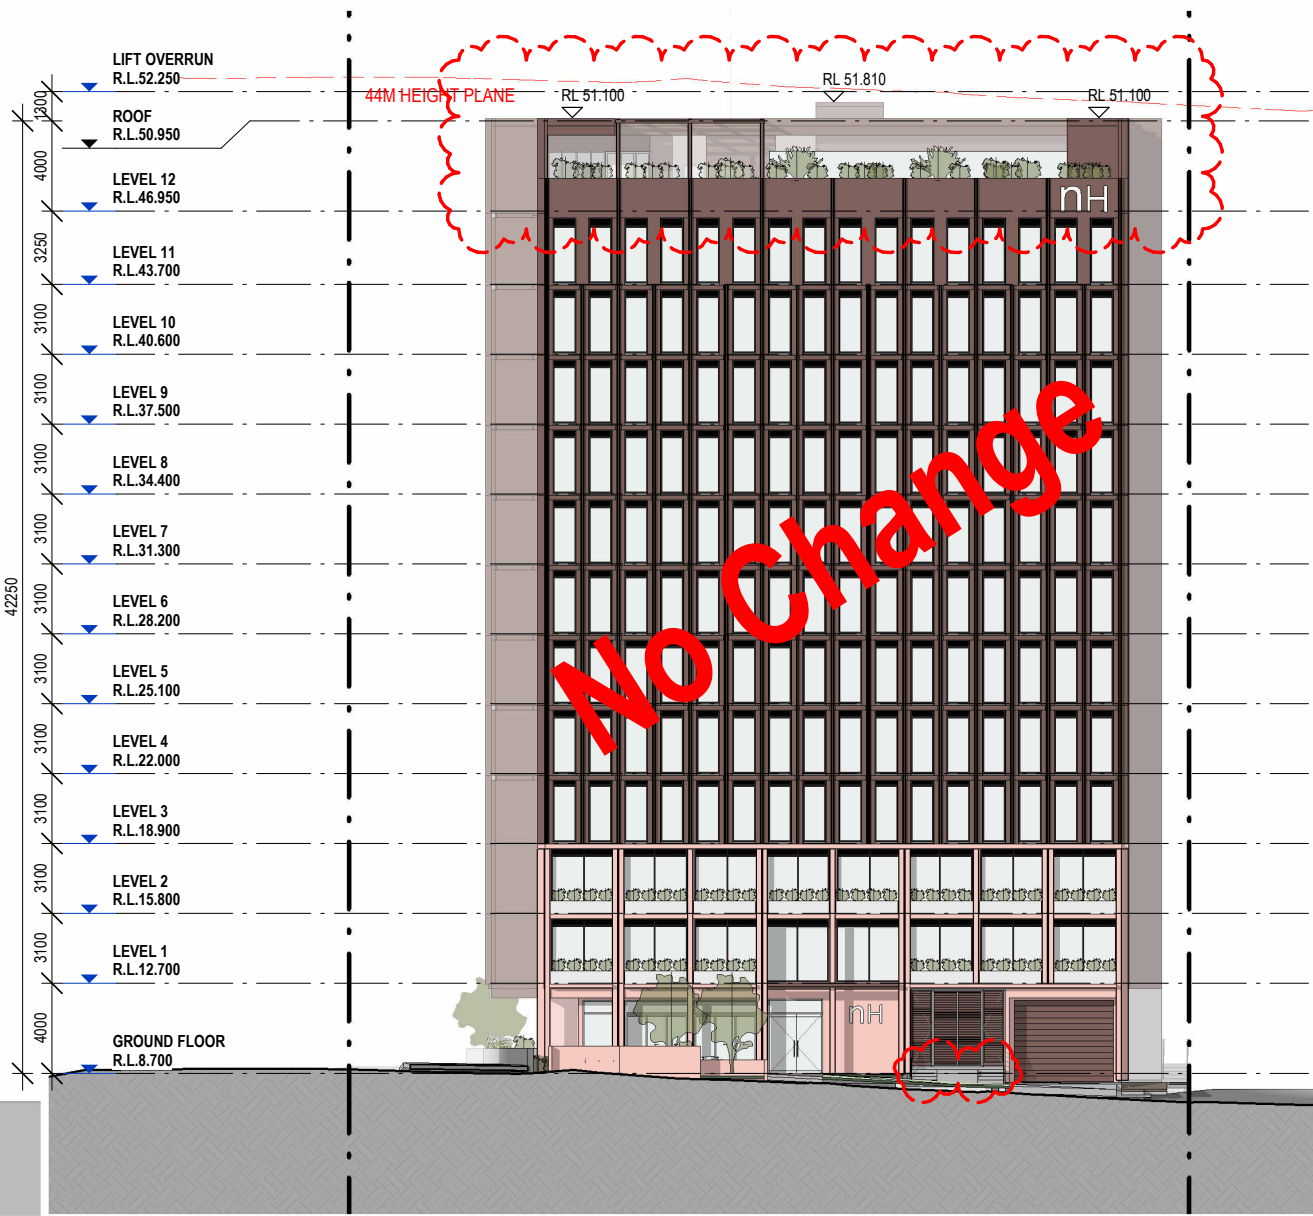 LIFT OVERRUN
R.L.52.250
44M HEIGHT PLANE
RL 51.810
RL 51.100
RL 51.100
1300
ROOF
R.L.50.950
4000
LEVEL 12
R.L.46.950
nH
3250
LEVEL 11
R.L.43.700
3100
LEVEL 10
R.L.40.600
3100
LEVEL 9
R.L.37.500
3100
LEVEL 8
R.L.34.400
3100
LEVEL 7
R.L.31.300
42250
3100
LEVEL 6
R.L.28.200
3100
LEVEL 5
R.L.25.100
3100
LEVEL 4
R.L.22.000
3100
LEVEL 3
R.L.18.900
3100
LEVEL 2
R.L.15.800
3100
LEVEL 1
R.L.12.700
4000
GROUND FLOOR
R.L.8.700
nH
No Change